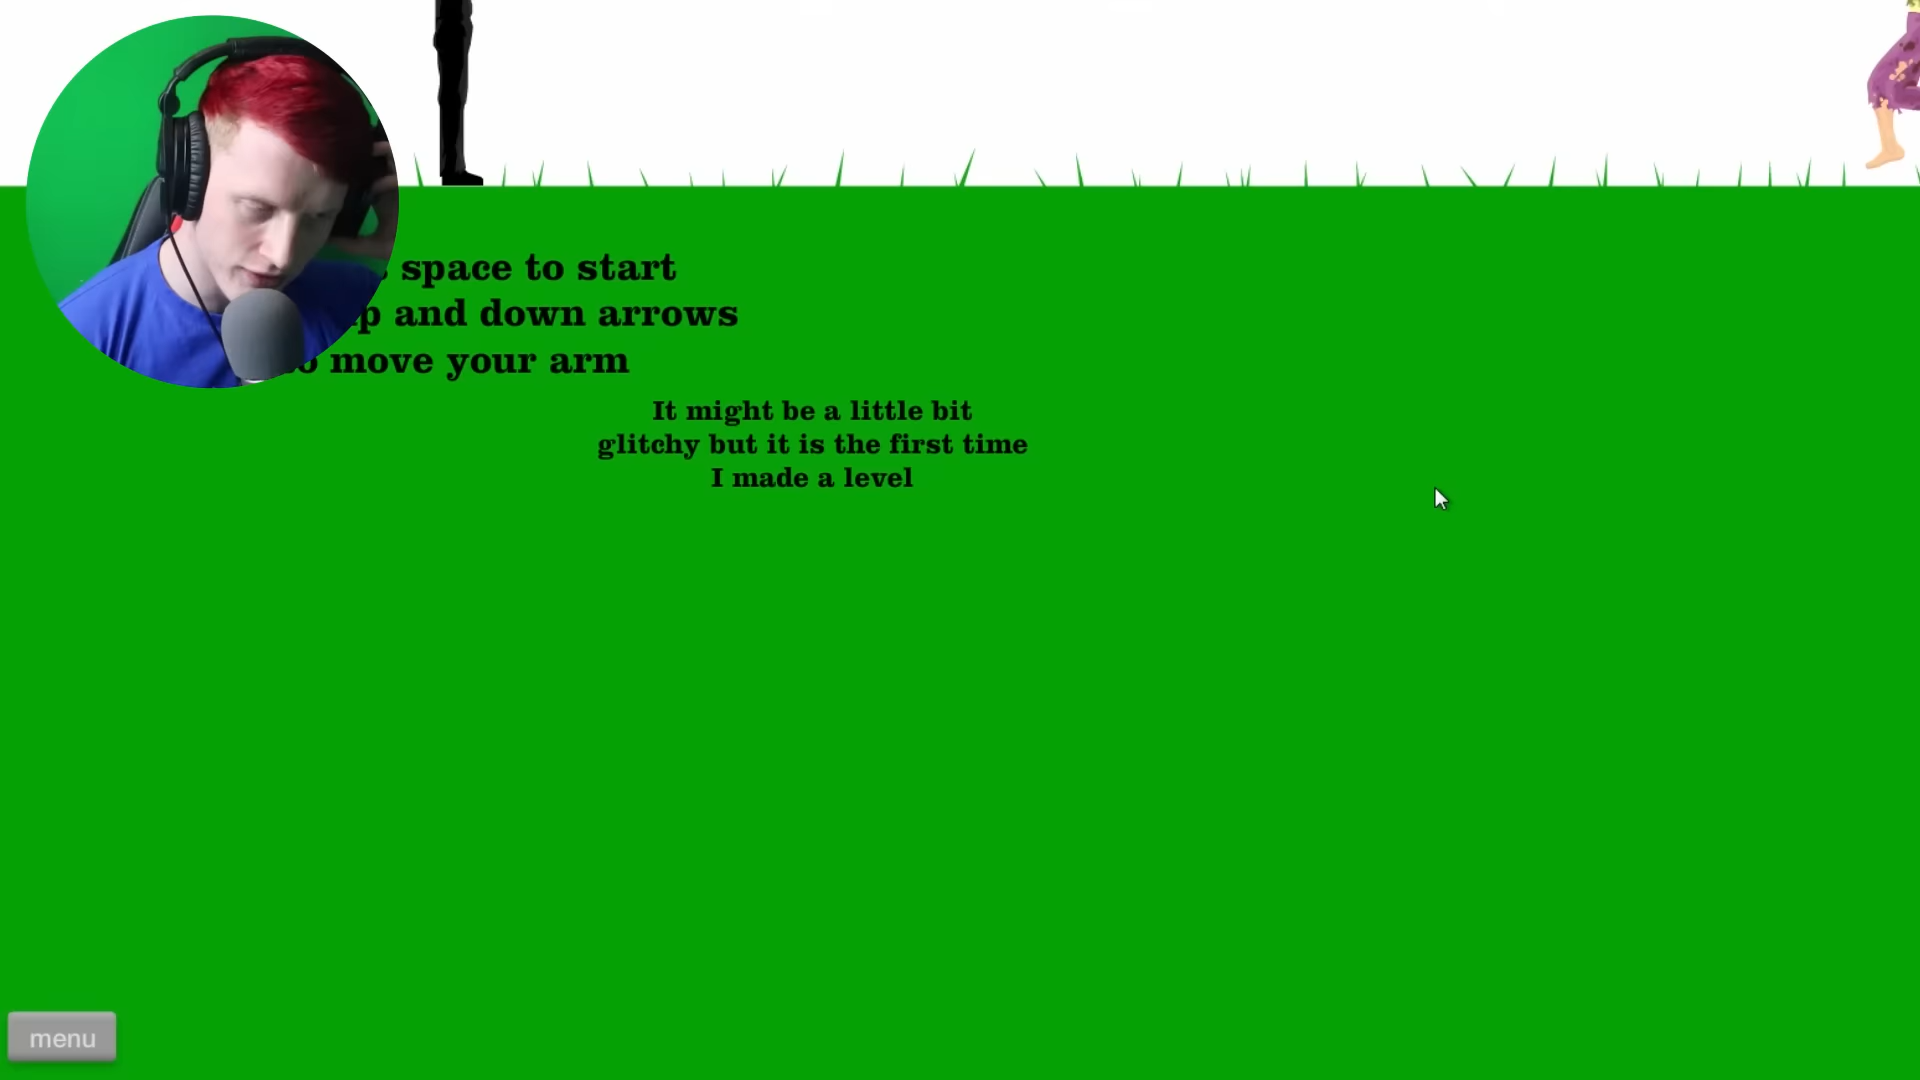 space to start
and down arrows
move your arm
It might be a little bit
glitchy but it is the first time
I made a level
menu